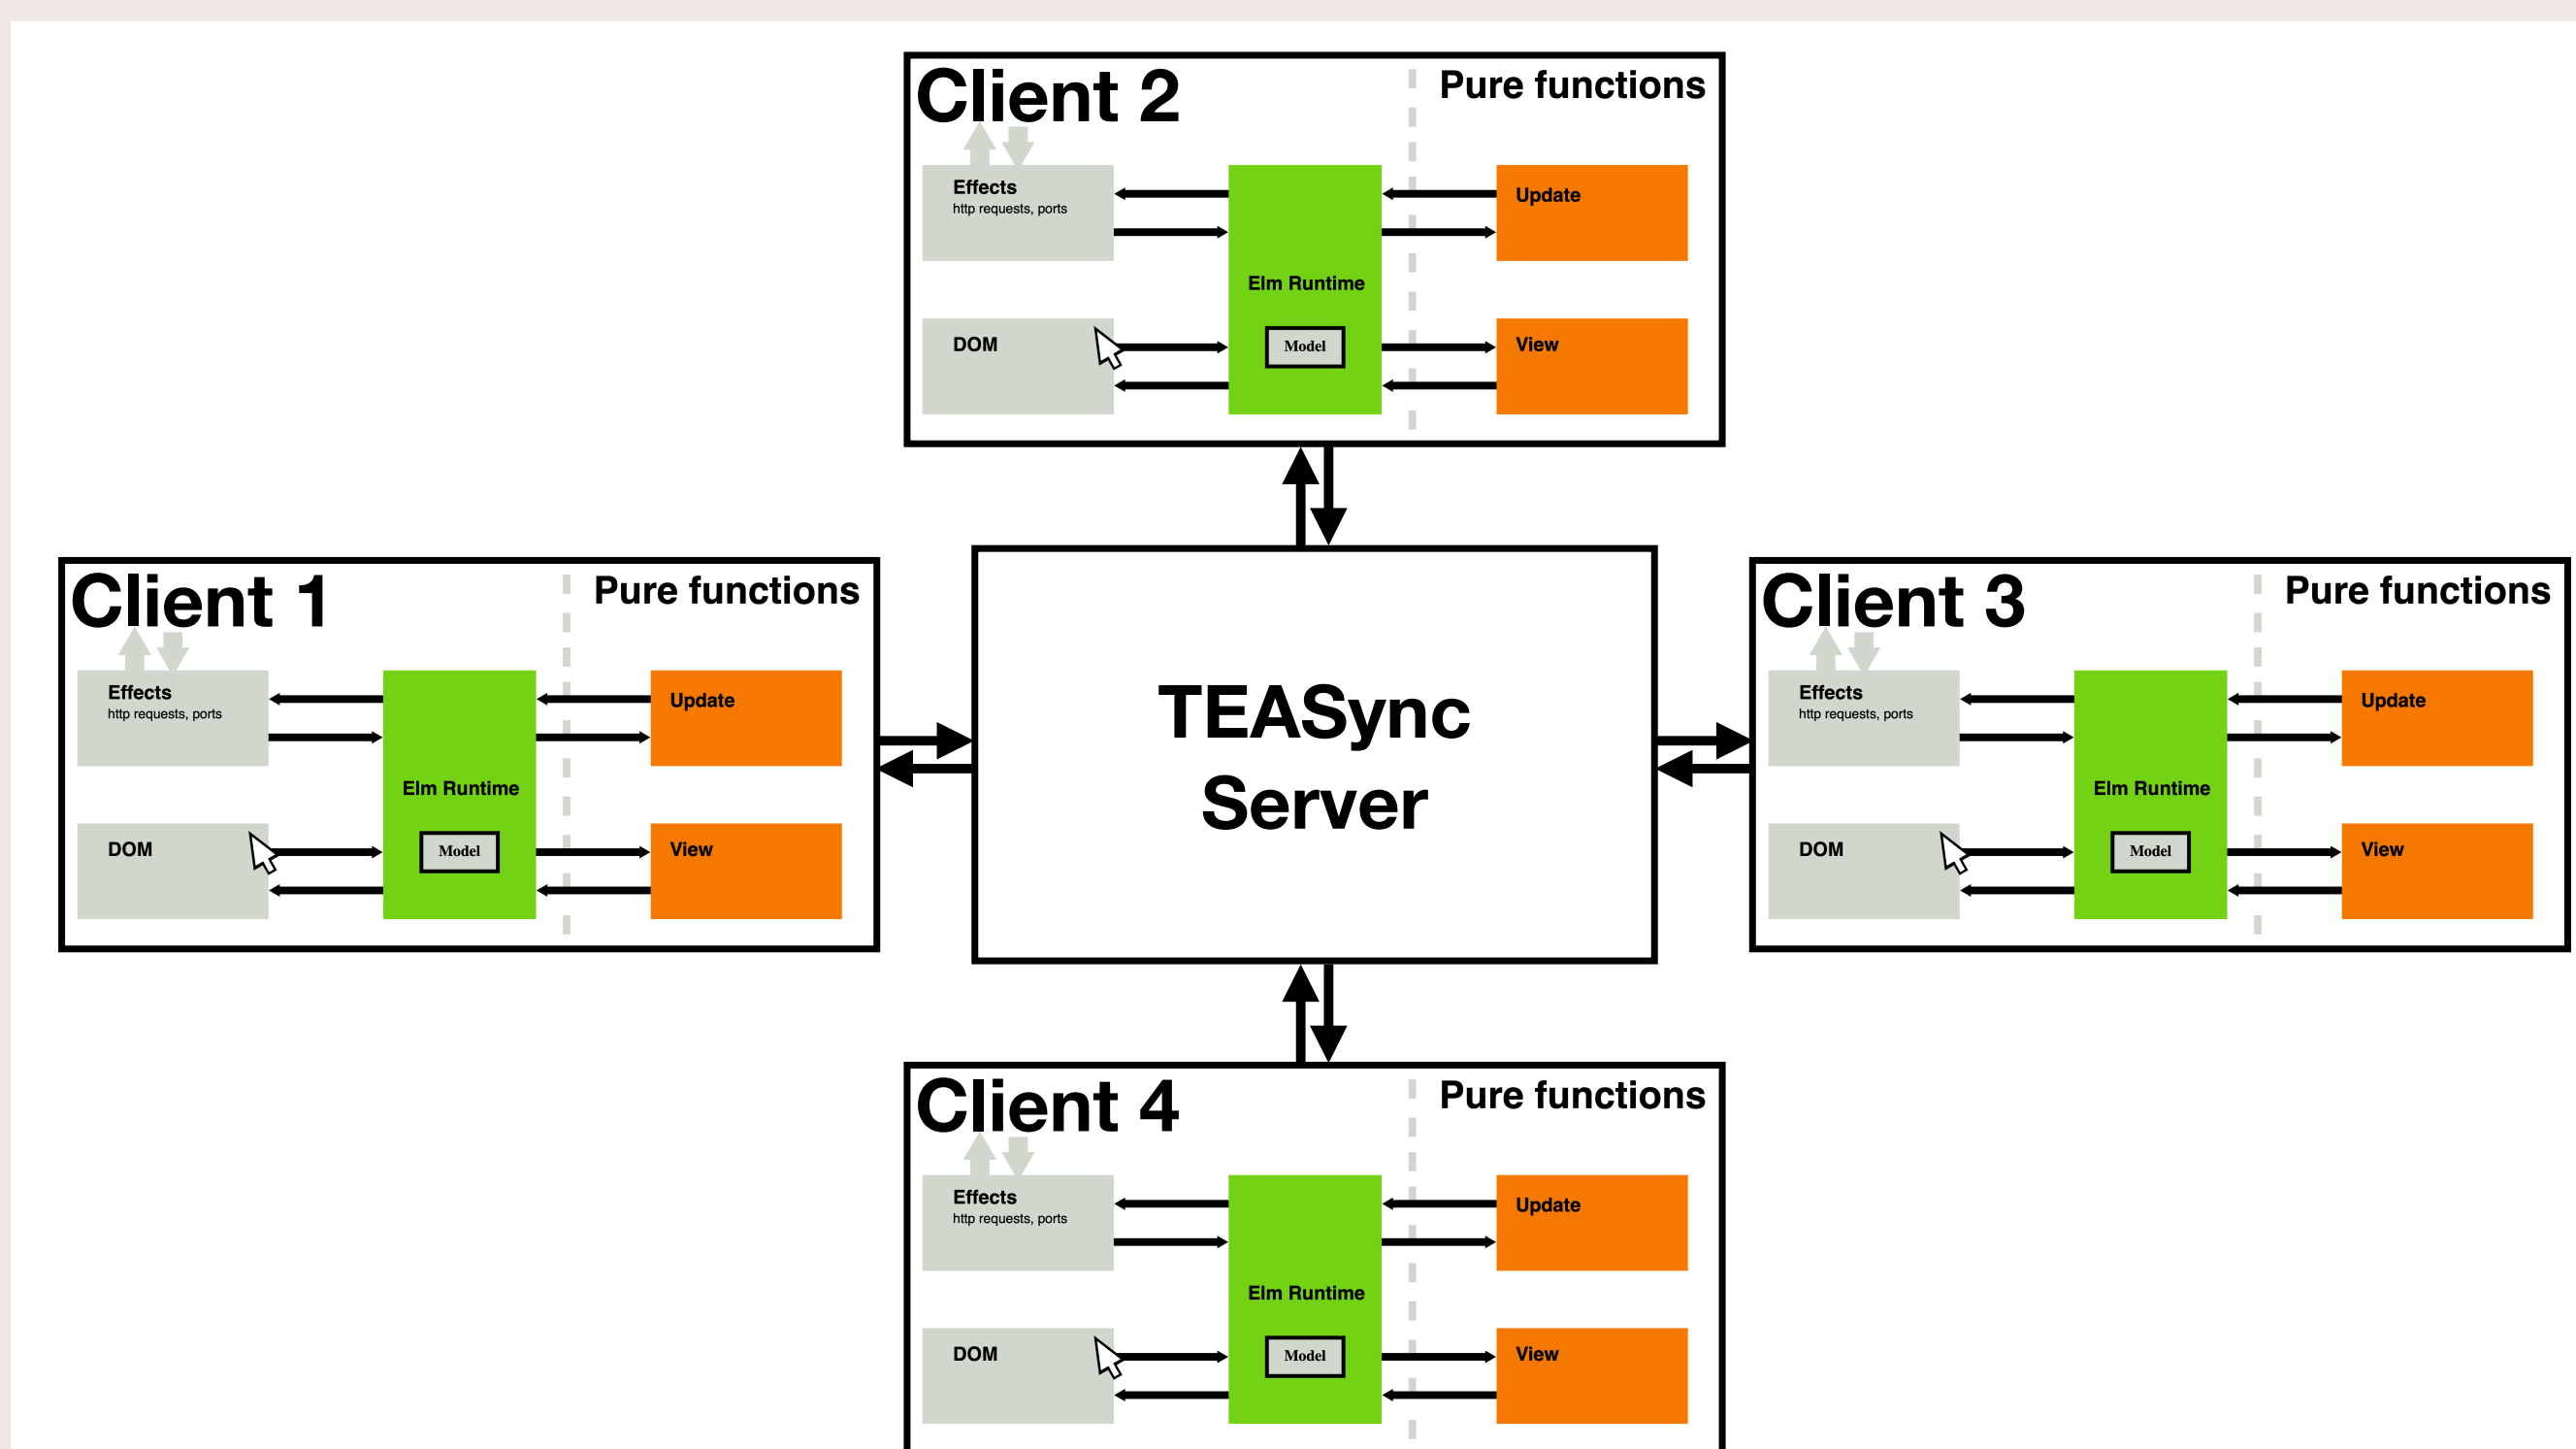 Client 2
Pure functions
Effects
http requests, ports
Update
Elm Runtime
DOM
Model
View
Client 1
Pure functions
Effects
http requests, ports
Update
Elm Runtime
DOM
Model
View
TEASync
Server
Client 3
Pure functions
Effects
http requests, ports
Update
Elm Runtime
DOM
Model
View
Client 4
Pure functions
Effects
http requests, ports
Update
Elm Runtime
DOM
Model
View